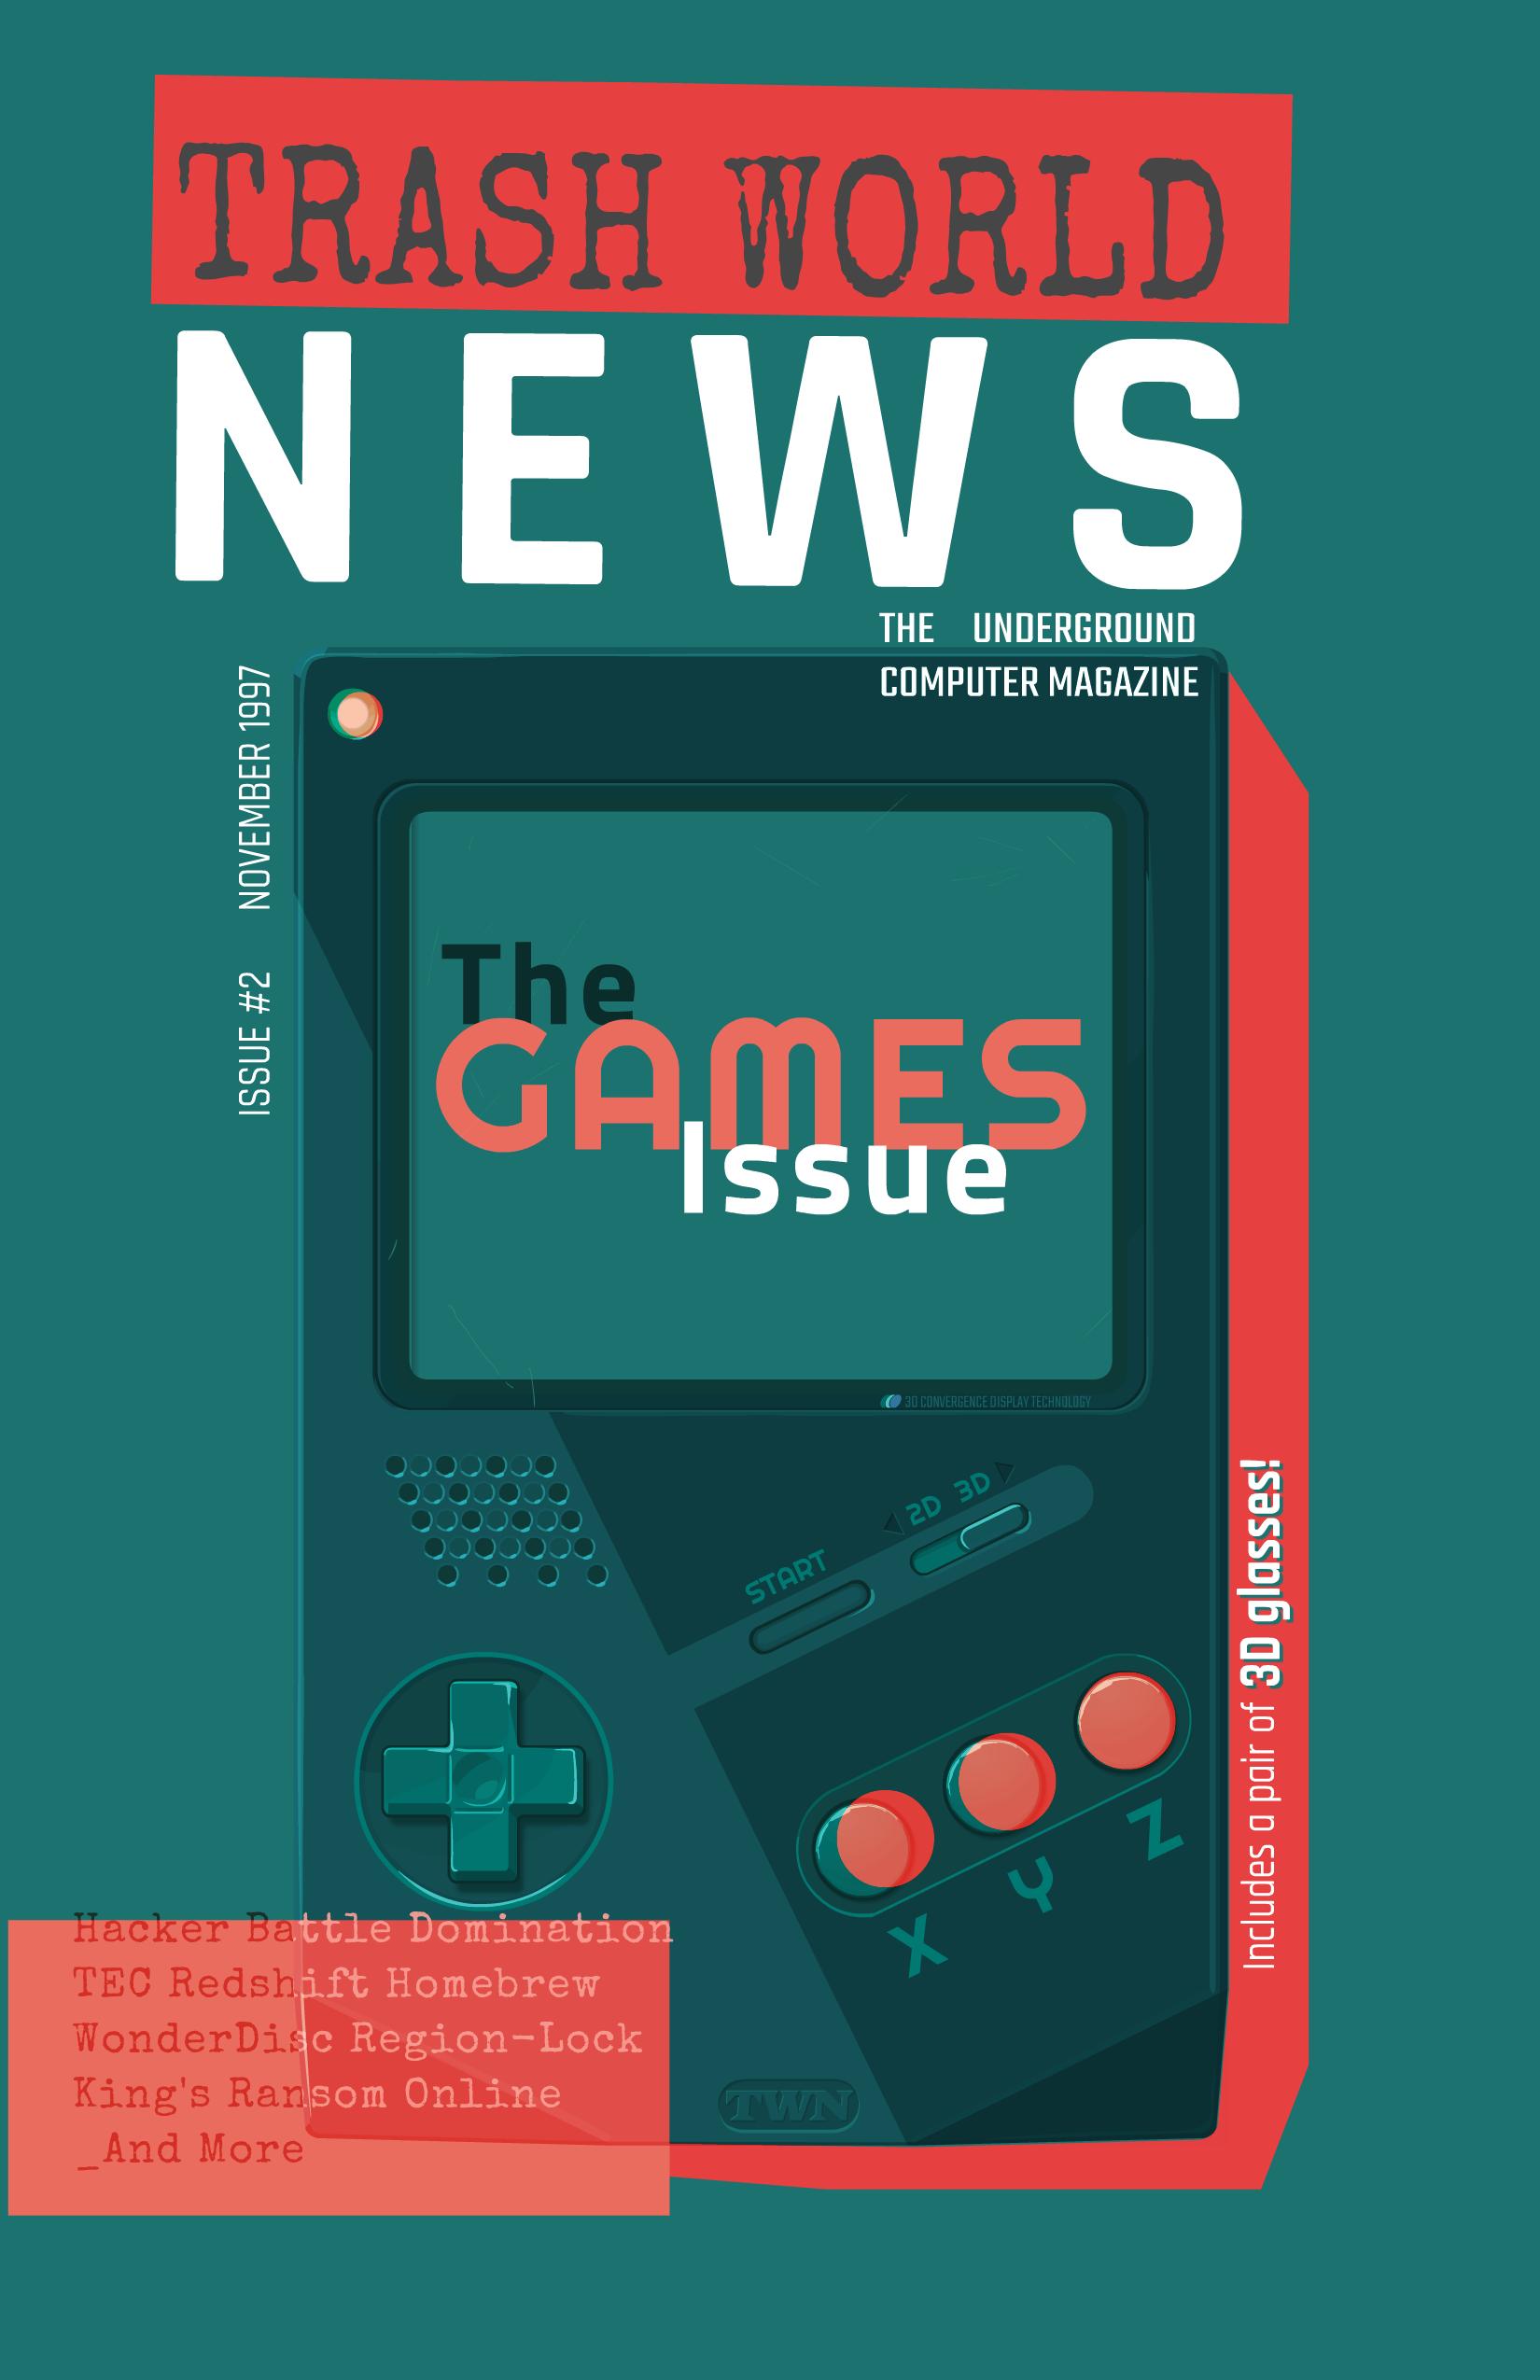 TRASH WORLD
NEWS
THE UNDERGROUND
COMPUTER MAGAZINE
ISSUE #2 NOVEMBER 1997
The
GAMES
Issue
3D CONVERGENCE DISPLAY TECHNOLOGY
2D 3D
START
X Y Z
Includes a pair of 3D glasses!
Hacker Battle Domination
TEC Redshift Homebrew
WonderDisc Region-Lock
King's Ransom Online
_And More
TWN